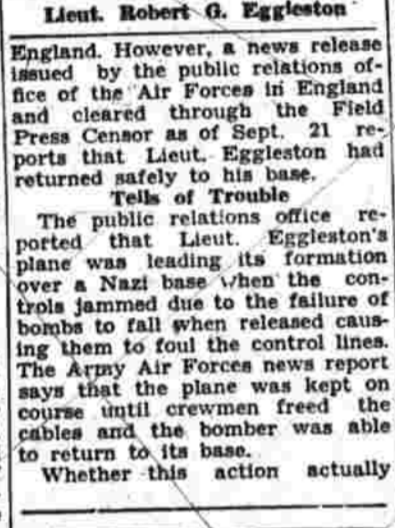 Lieut. Robert G. Eggleston
England. However, a news release
issued by the public relations of-
fice of the Air Forces in England
and cleared through the Field
Press Censor as of Sept. 21 re-
ports that Lieut. Eggleston had
returned safely to his base.
Tells of Trouble
The public relations office re-
ported that Lieut. Eggleston's
plane was leading its formation
over a Nazi base when the con-
trols jammed due to the failure of
bombs to fall when released caus-
ing them to foul the control lines.
The Army Air Forces news report
says that the plane was kept on
course until crewmen freed the
cables and the bomber was able
to return to its base.
Whether this action actually